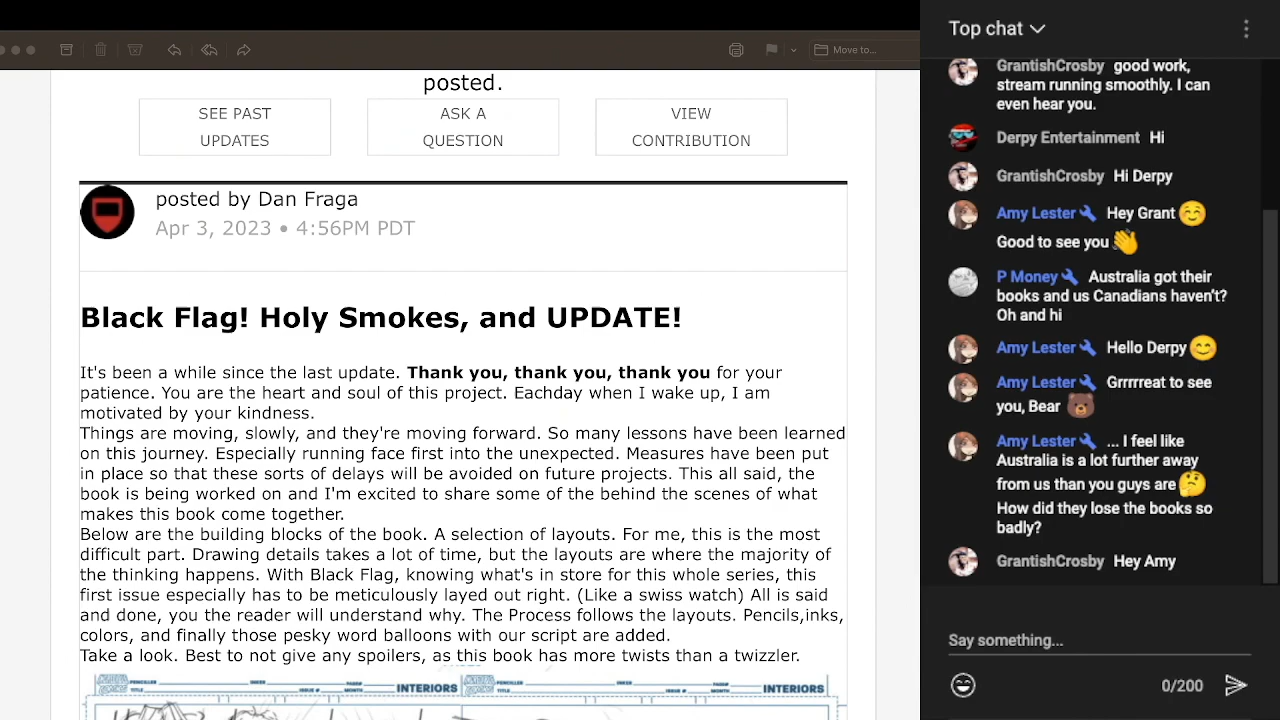 Move to...
posted.
SEE PAST
UPDATES
ASK A
QUESTION
VIEW
CONTRIBUTION
posted by Dan Fraga
Apr 3, 2023 • 4:56PM PDT
Black Flag! Holy Smokes, and UPDATE!
It's been a while since the last update. Thank you, thank you, thank you for your
patience. You are the heart and soul of this project. Eachday when I wake up, I am
motivated by your kindness.
Things are moving, slowly, and they're moving forward. So many lessons have been learned
on this journey. Especially running face first into the unexpected. Measures have been put
in place so that these sorts of delays will be avoided on future projects. This all said, the
book is being worked on and I'm excited to share some of the behind the scenes of what
makes this book come together.
Below are the building blocks of the book. A selection of layouts. For me, this is the most
difficult part. Drawing details takes a lot of time, but the layouts are where the majority of
the thinking happens. With Black Flag, knowing what's in store for this whole series, this
first issue especially has to be meticulously layed out right. (Like a swiss watch) All is said
and done, you the reader will understand why. The Process follows the layouts. Pencils,inks,
colors, and finally those pesky word balloons with our script are added.
Take a look. Best to not give any spoilers, as this book has more twists than a twizzler.
PENCILLER INKER
TITLE ISSUE # MONTH INTERIORS
PENCILLER INKER
TITLE ISSUE # MONTH INTERIORS
Top chat
GrantishCrosby good work,
stream running smoothly. I can
even hear you.
Derpy Entertainment Hi
GrantishCrosby Hi Derpy
Amy Lester Hey Grant ☺️
Good to see you 👋
P Money Australia got their
books and us Canadians haven't?
Oh and hi
Amy Lester Hello Derpy 😊
Amy Lester Grrrrreat to see
you, Bear 🐻
Amy Lester ... I feel like
Australia is a lot further away
from us than you guys are 🤔
How did they lose the books so
badly?
GrantishCrosby Hey Amy
Say something...
0/200